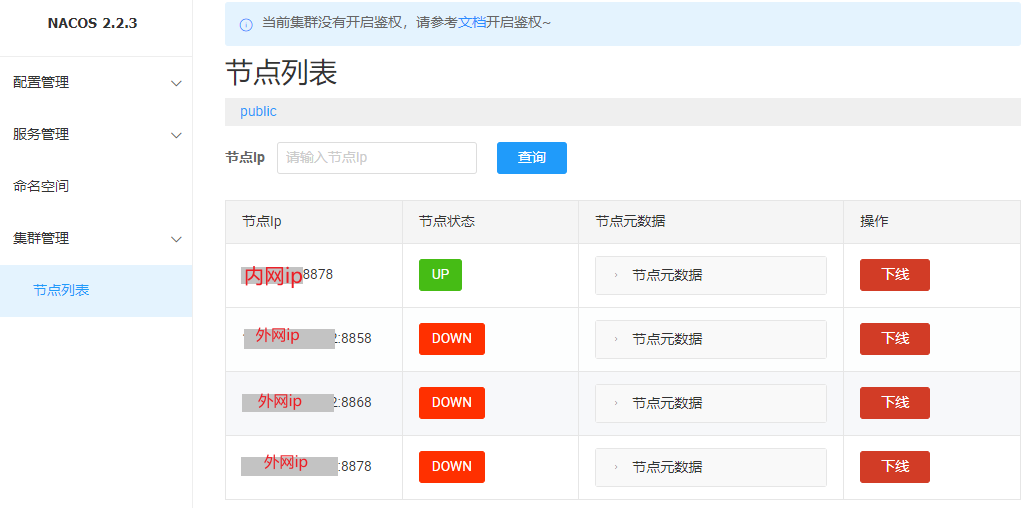 NACOS 2.2.3
配置管理
服务管理
命名空间
集群管理
节点列表
当前集群没有开启鉴权，请参考文档开启鉴权~
节点列表
public
节点Ip 请输入节点Ip 查询
节点Ip 节点状态 节点元数据 操作
内网ip8878 UP 节点元数据 下线
外网ip:8858 DOWN 节点元数据 下线
外网ip:8868 DOWN 节点元数据 下线
外网ip:8878 DOWN 节点元数据 下线